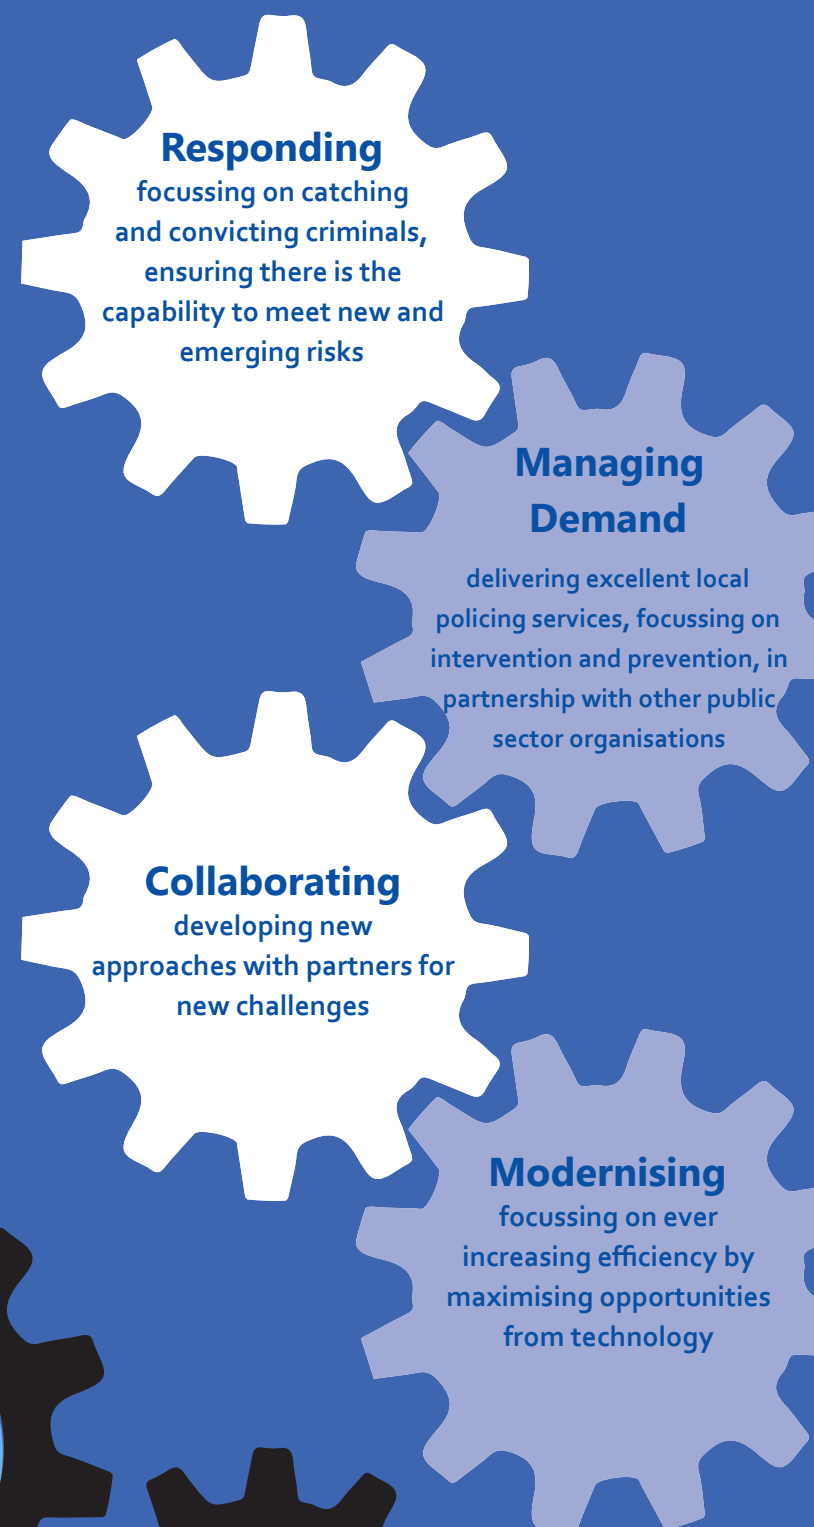 Responding
focussing on catching
and convicting criminals,
ensuring there is the
capability to meet new and
emerging risks
Managing
Demand
delivering excellent local
policing services, focussing on
intervention and prevention, in
partnership with other public
sector organisations
Collaborating
developing new
approaches with partners for
new challenges
Modernising
focussing on ever
increasing efficiency by
maximising opportunities
from technology